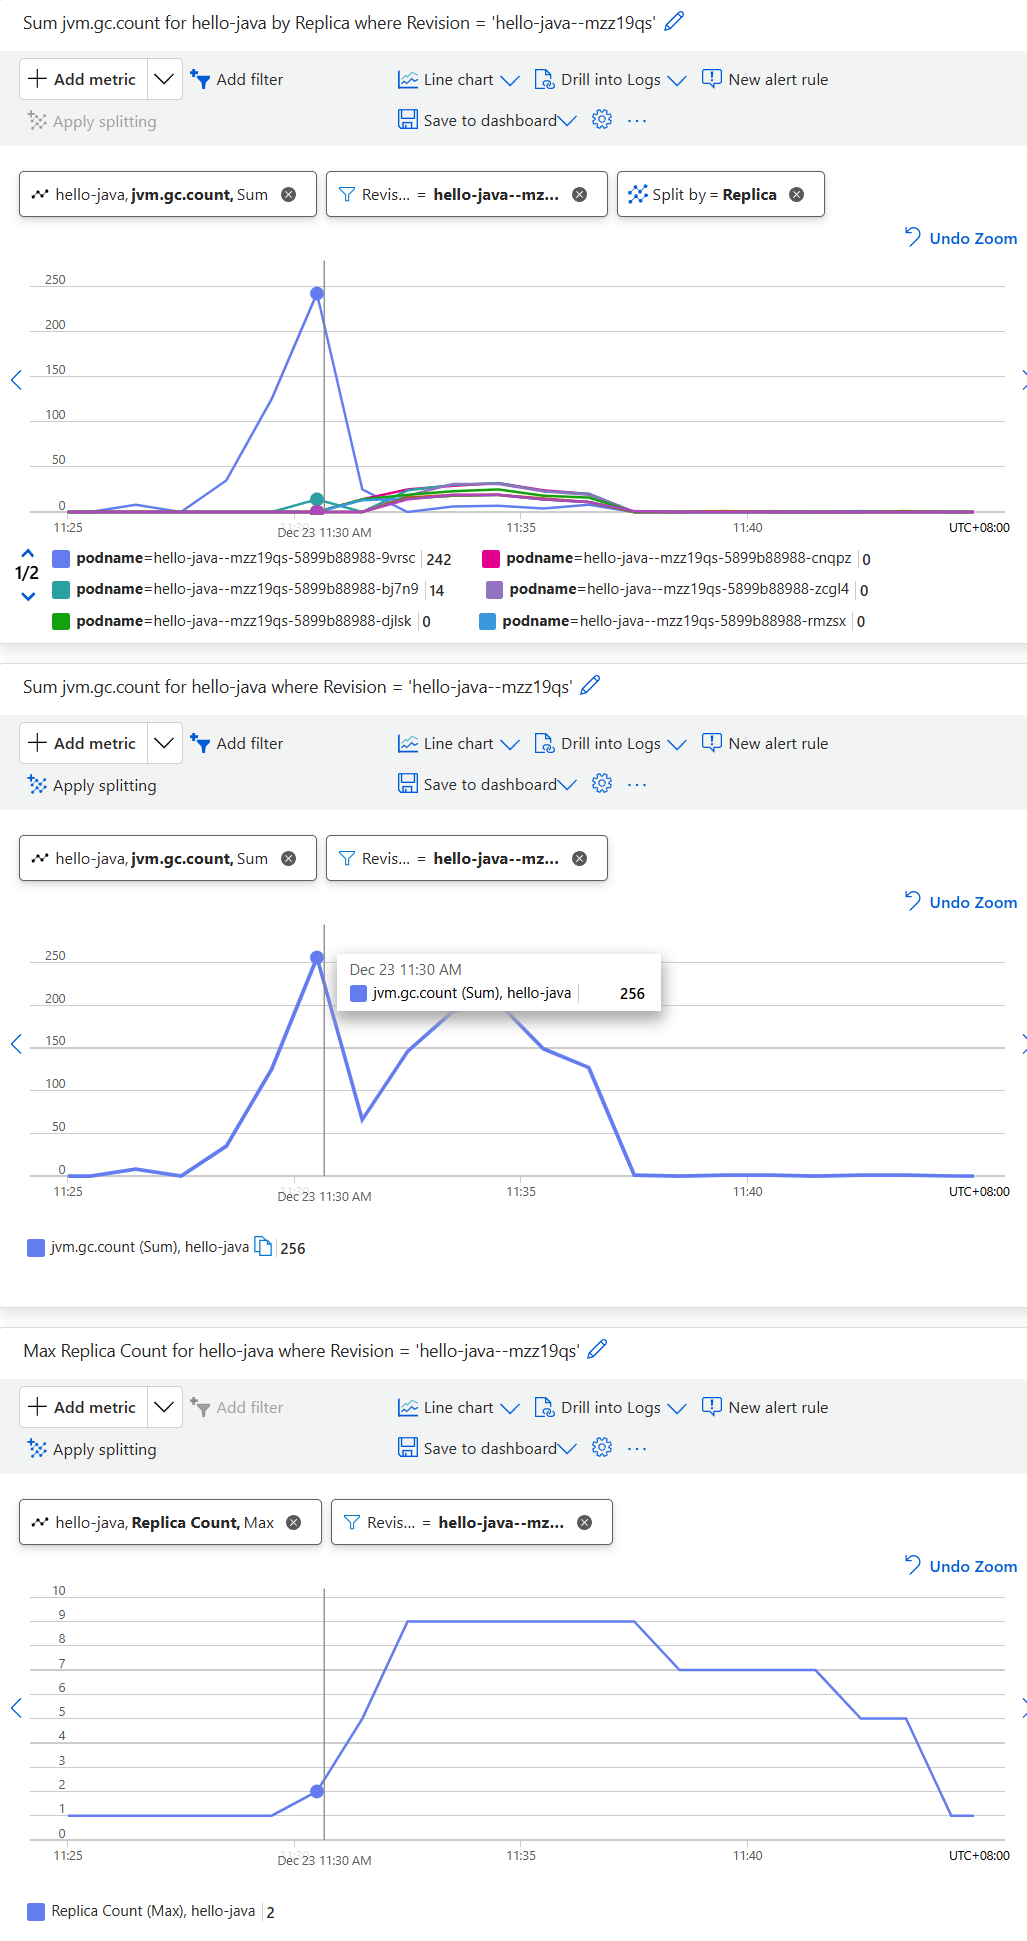 Sum jvm.gc.count for hello-java by Replica where Revision = 'hello-java--mzz19qs'
Add metric
Add filter
Line chart
Drill into Logs
New alert rule
Apply splitting
Save to dashboard
...
hello-java, jvm.gc.count, Sum
Revis... = hello-java--mz...
Split by = Replica
Undo Zoom
250
200
150
100
50
0
11:25
Dec 23 11:30 AM
11:35
11:40
UTC+08:00
1/2
podname=hello-java--mzz19qs-5899b88988-9vrsc 242
podname=hello-java--mzz19qs-5899b88988-cnqpz 0
podname=hello-java--mzz19qs-5899b88988-bj7n9 14
podname=hello-java--mzz19qs-5899b88988-zcgl4 0
podname=hello-java--mzz19qs-5899b88988-djlsk 0
podname=hello-java--mzz19qs-5899b88988-rmzsx 0
Sum jvm.gc.count for hello-java where Revision = 'hello-java--mzz19qs'
Add metric
Add filter
Line chart
Drill into Logs
New alert rule
Apply splitting
Save to dashboard
...
hello-java, jvm.gc.count, Sum
Revis... = hello-java--mz...
Undo Zoom
250
200
150
100
50
0
Dec 23 11:30 AM
jvm.gc.count (Sum), hello-java 256
11:25
Dec 23 11:30 AM
11:35
11:40
UTC+08:00
jvm.gc.count (Sum), hello-java 256
Max Replica Count for hello-java where Revision = 'hello-java--mzz19qs'
Add metric
Add filter
Line chart
Drill into Logs
New alert rule
Apply splitting
Save to dashboard
...
hello-java, Replica Count, Max
Revis... = hello-java--mz...
Undo Zoom
10
9
8
7
6
5
4
3
2
1
0
11:25
Dec 23 11:30 AM
11:35
11:40
UTC+08:00
Replica Count (Max), hello-java 2